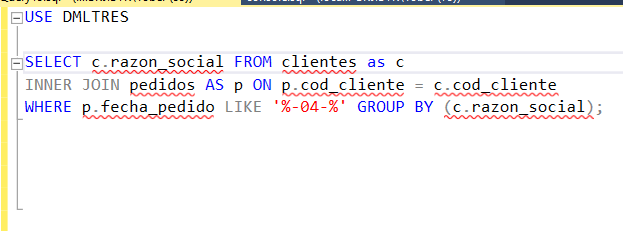 USE DMLTRES
SELECT c.razon_social FROM clientes as c
INNER JOIN pedidos AS p ON p.cod_cliente = c.cod_cliente
WHERE p.fecha_pedido LIKE '%-04-%' GROUP BY (c.razon_social);